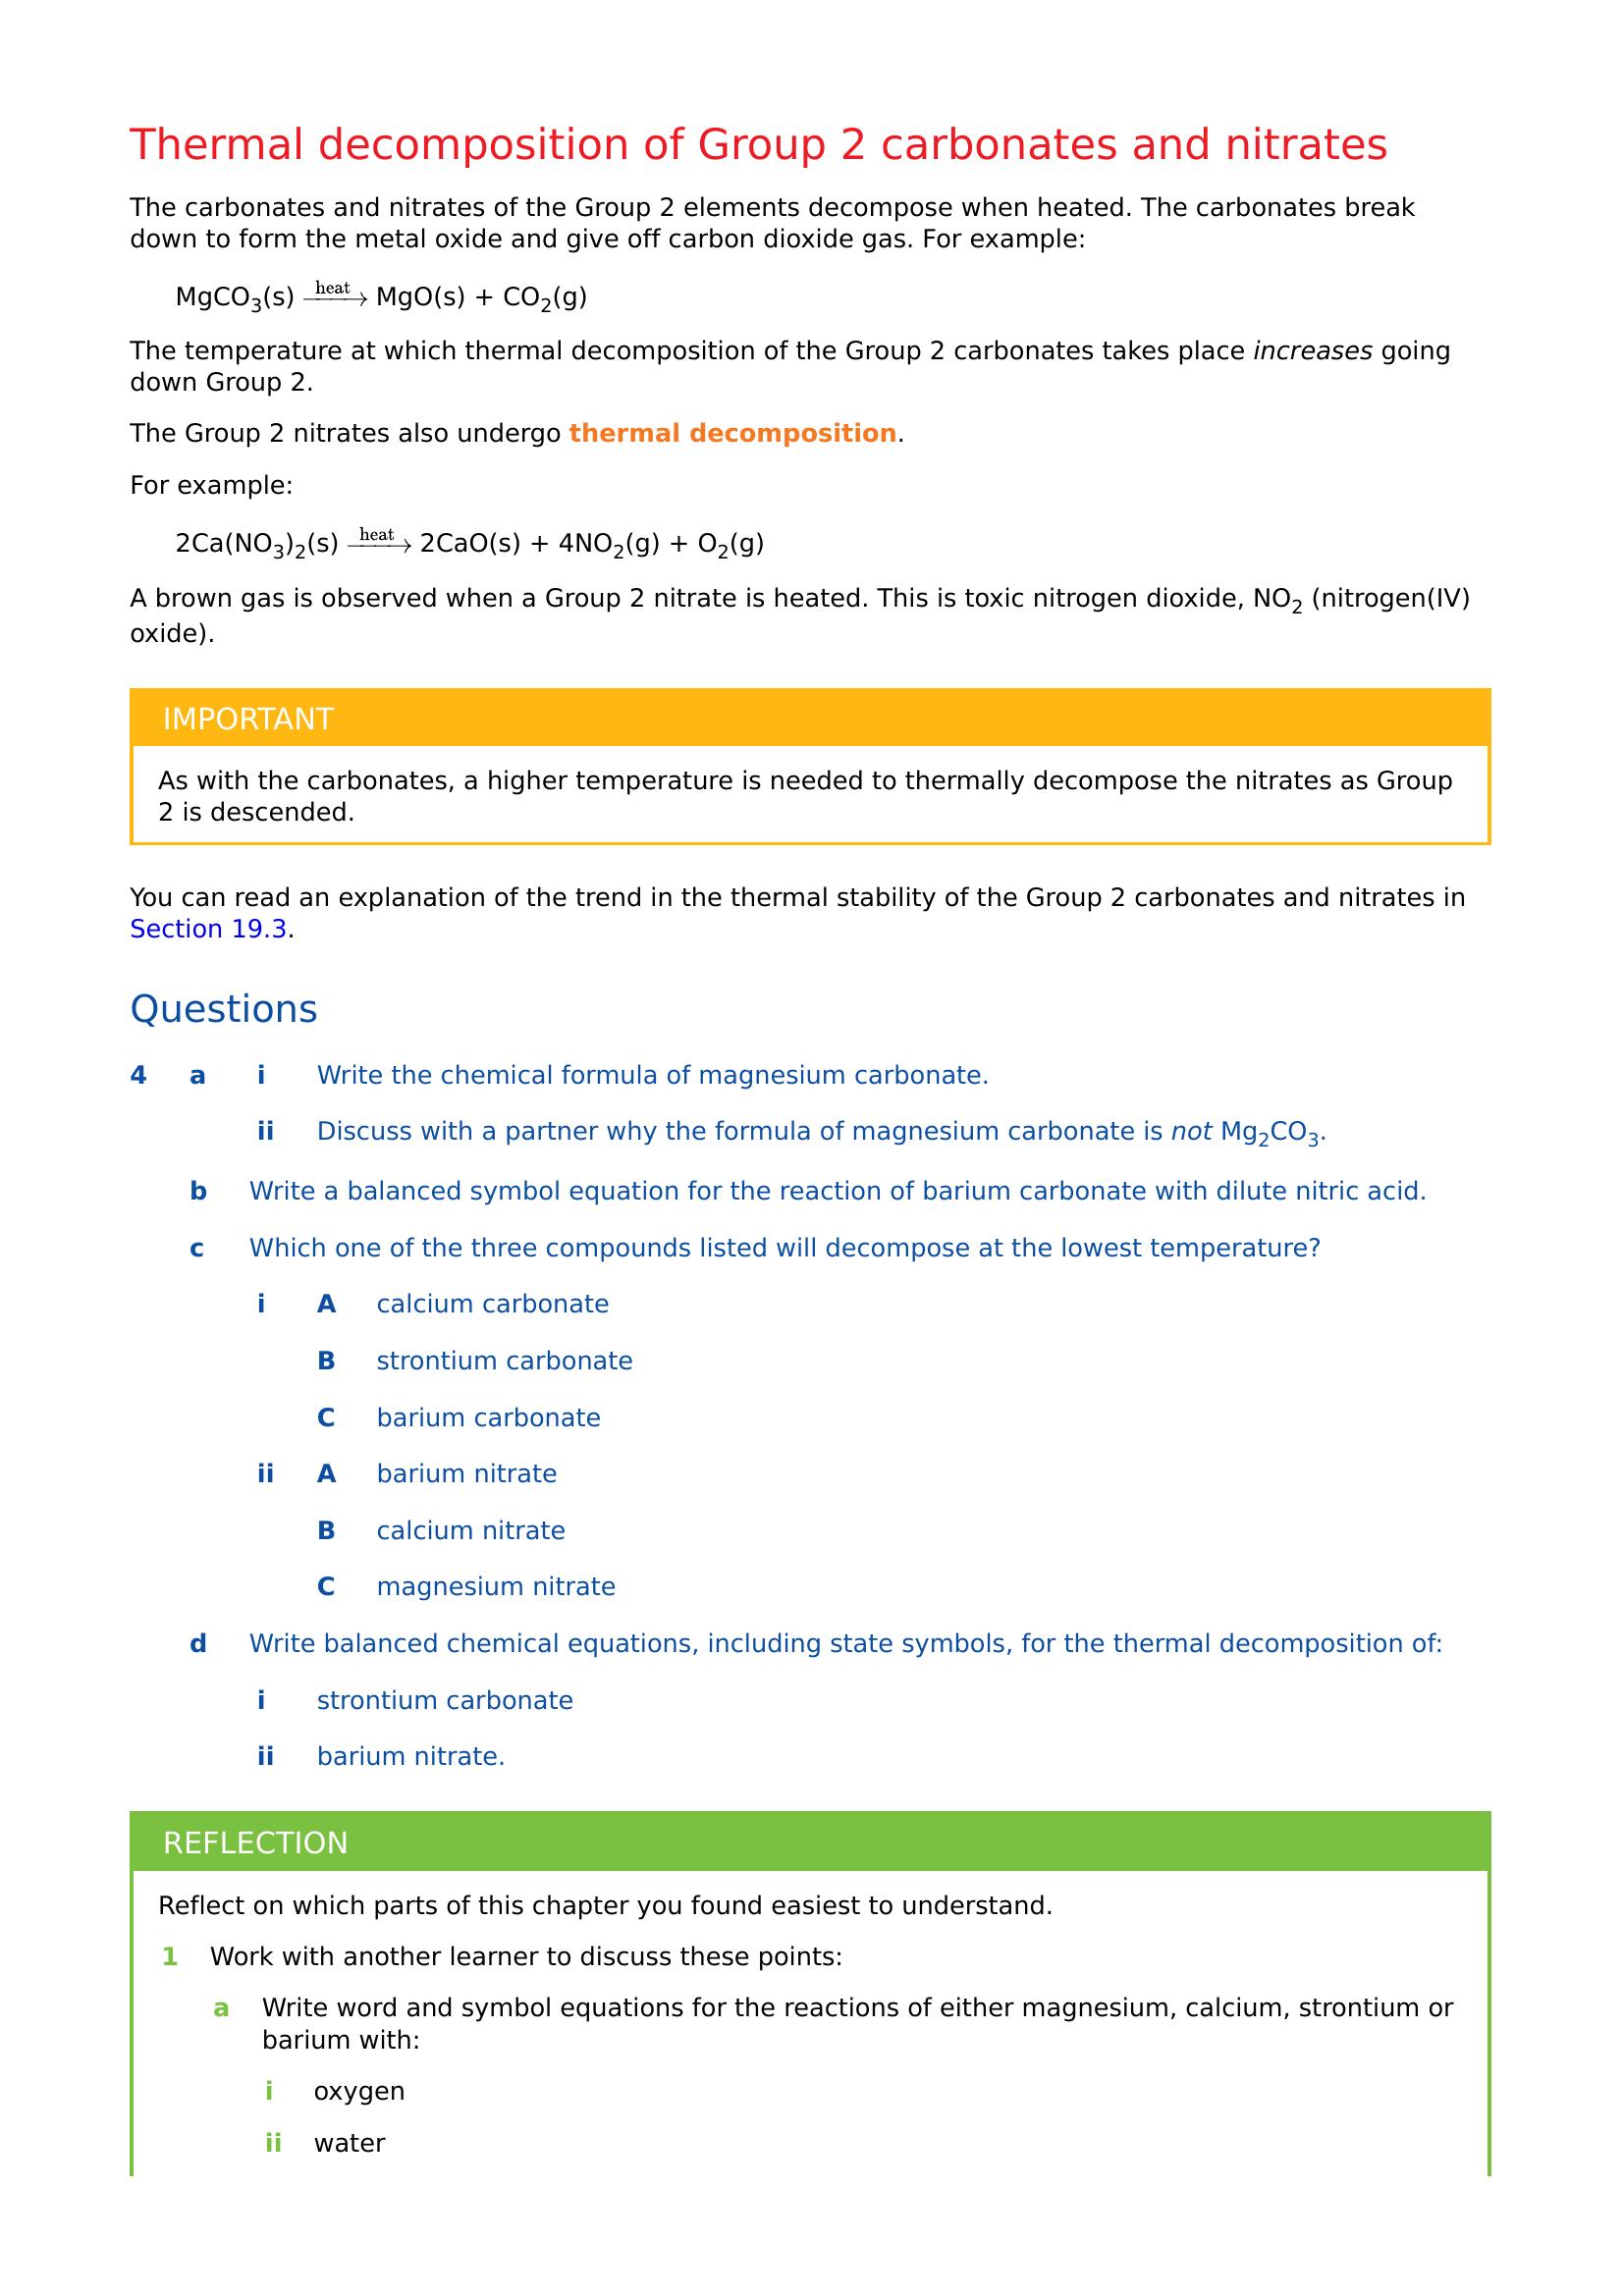 Thermal decomposition of Group 2 carbonates and nitrates
The carbonates and nitrates of the Group 2 elements decompose when heated. The carbonates break
down to form the metal oxide and give off carbon dioxide gas. For example:
MgCO₃(s) ⟶ heat MgO(s) + CO₂(g)
The temperature at which thermal decomposition of the Group 2 carbonates takes place increases going
down Group 2.
The Group 2 nitrates also undergo thermal decomposition.
For example:
2Ca(NO₃)₂(s) ⟶ heat 2CaO(s) + 4NO₂(g) + O₂(g)
A brown gas is observed when a Group 2 nitrate is heated. This is toxic nitrogen dioxide, NO₂ (nitrogen(IV)
oxide).
IMPORTANT
As with the carbonates, a higher temperature is needed to thermally decompose the nitrates as Group
2 is descended.
You can read an explanation of the trend in the thermal stability of the Group 2 carbonates and nitrates in
Section 19.3.
Questions
4 a i Write the chemical formula of magnesium carbonate.
ii Discuss with a partner why the formula of magnesium carbonate is not Mg₂CO₃.
b Write a balanced symbol equation for the reaction of barium carbonate with dilute nitric acid.
c Which one of the three compounds listed will decompose at the lowest temperature?
i A calcium carbonate
B strontium carbonate
C barium carbonate
ii A barium nitrate
B calcium nitrate
C magnesium nitrate
d Write balanced chemical equations, including state symbols, for the thermal decomposition of:
i strontium carbonate
ii barium nitrate.
REFLECTION
Reflect on which parts of this chapter you found easiest to understand.
1 Work with another learner to discuss these points:
a Write word and symbol equations for the reactions of either magnesium, calcium, strontium or
barium with:
i oxygen
ii water